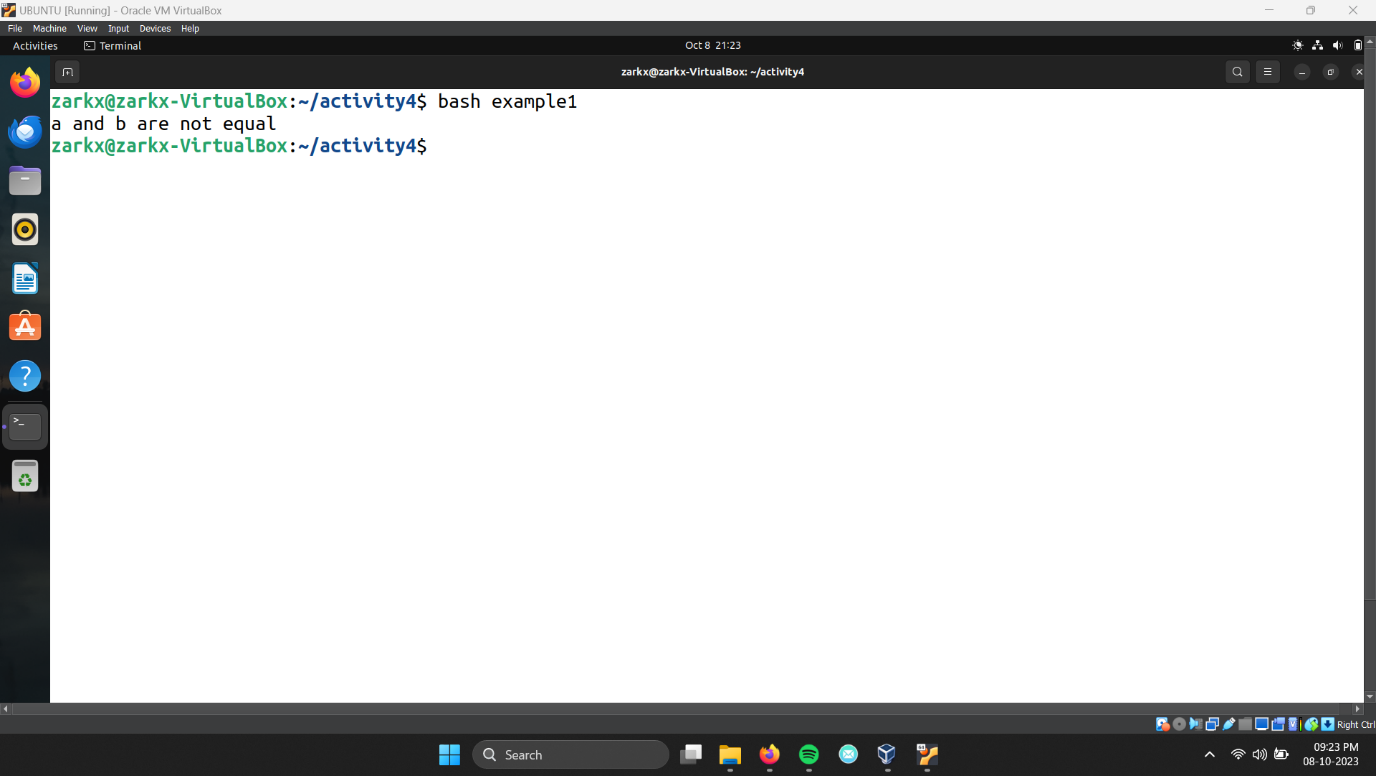 UBUNTU [Running] - Oracle VM VirtualBox
File Machine View Input Devices Help
Activities Terminal Oct 8 21:23
zarkx@zarkx-VirtualBox: ~/activity4
zarkx@zarkx-VirtualBox:~/activity4$ bash example1
a and b are not equal
zarkx@zarkx-VirtualBox:~/activity4$
Right Ctrl
Search
09:23 PM
08-10-2023